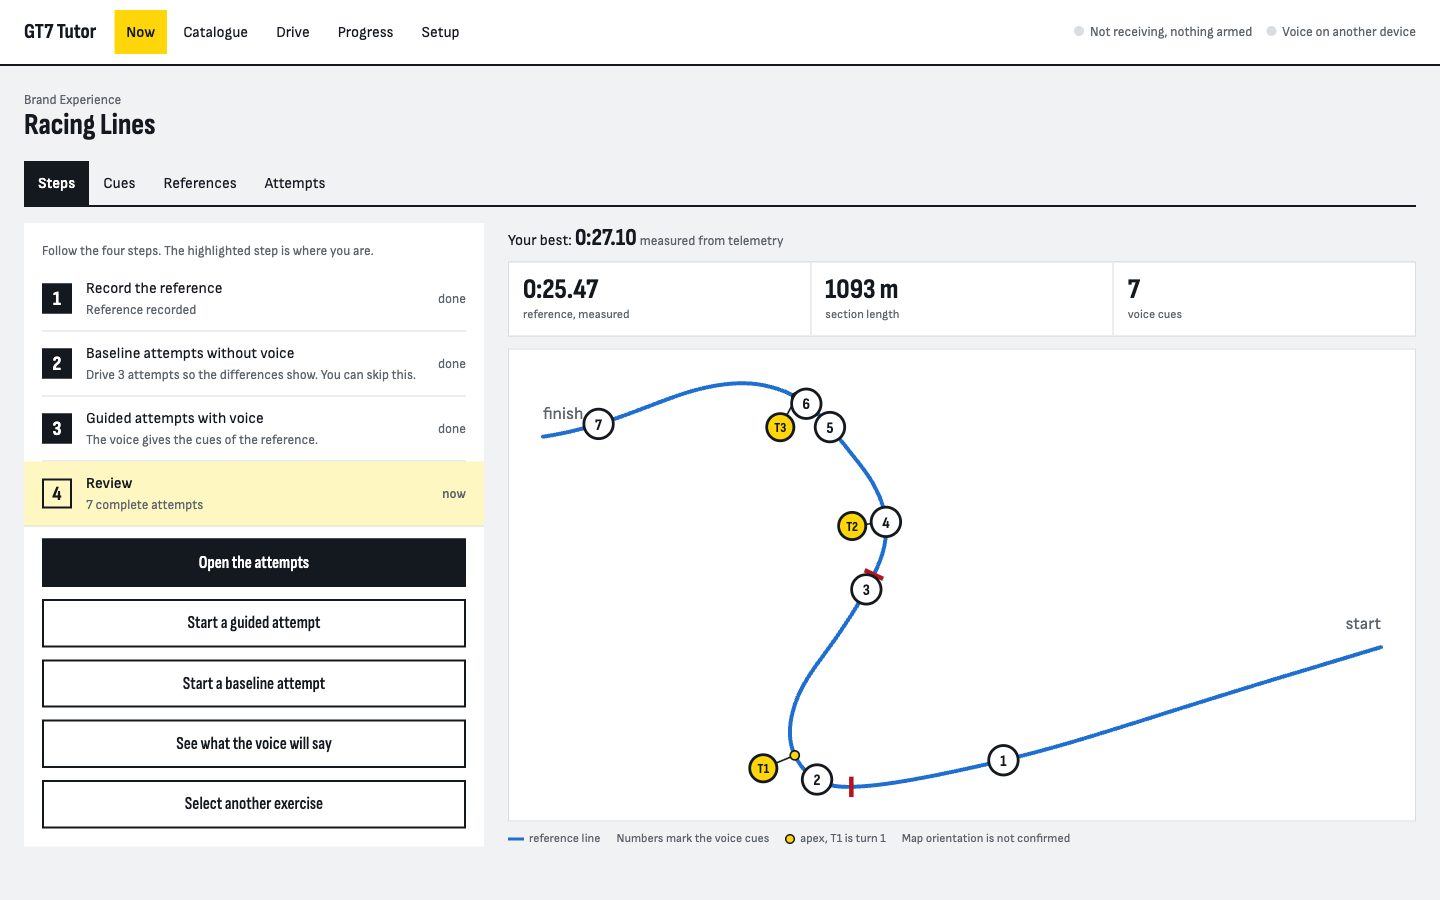 GT7 Tutor
Now
Catalogue
Drive
Progress
Setup
Not receiving, nothing armed
Voice on another device
Brand Experience
Racing Lines
Steps
Cues
References
Attempts
Follow the four steps. The highlighted step is where you are.
1
Record the reference
Reference recorded
done
2
Baseline attempts without voice
Drive 3 attempts so the differences show. You can skip this.
done
3
Guided attempts with voice
The voice gives the cues of the reference.
done
4
Review
7 complete attempts
now
Open the attempts
Start a guided attempt
Start a baseline attempt
See what the voice will say
Select another exercise
Your best: 0:27.10 measured from telemetry
0:25.47
reference, measured
1093 m
section length
7
voice cues
finish
7
6
T3
5
T2
4
3
start
T1
2
1
reference line
Numbers mark the voice cues
apex, T1 is turn 1
Map orientation is not confirmed